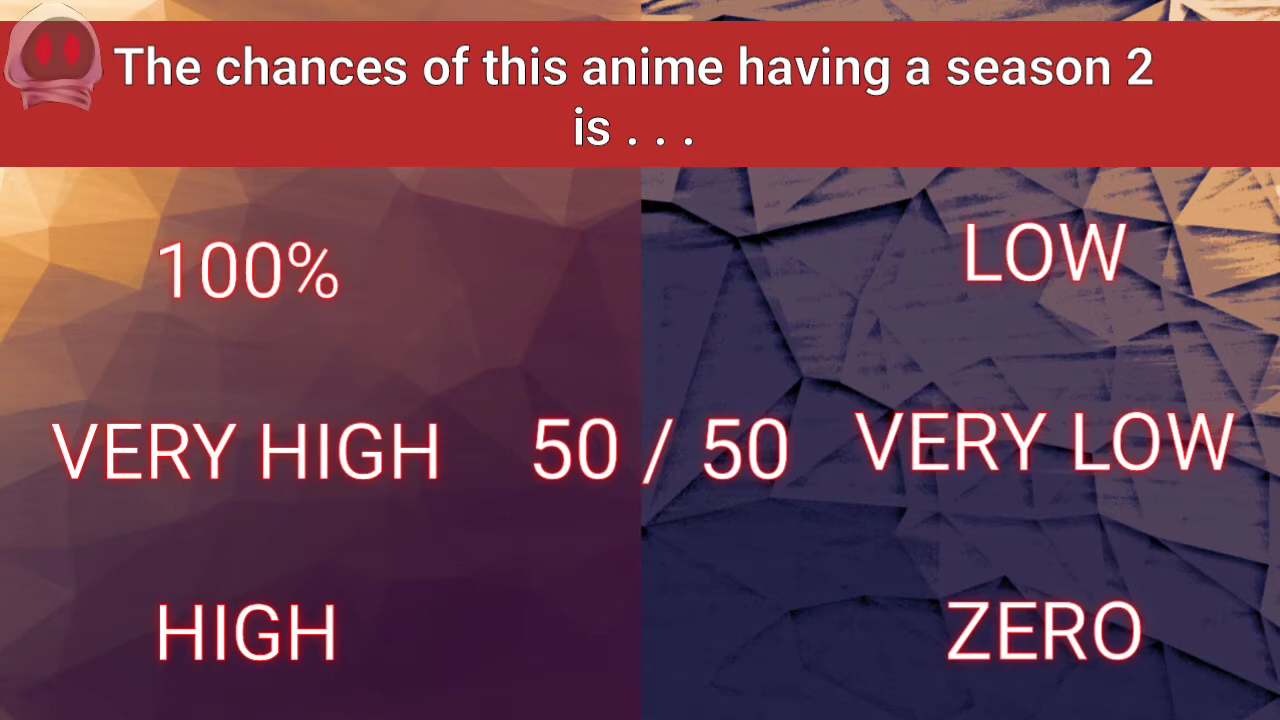 The chances of this anime having a season 2
is . . .
100%
VERY HIGH
HIGH
50 / 50
LOW
VERY LOW
ZERO